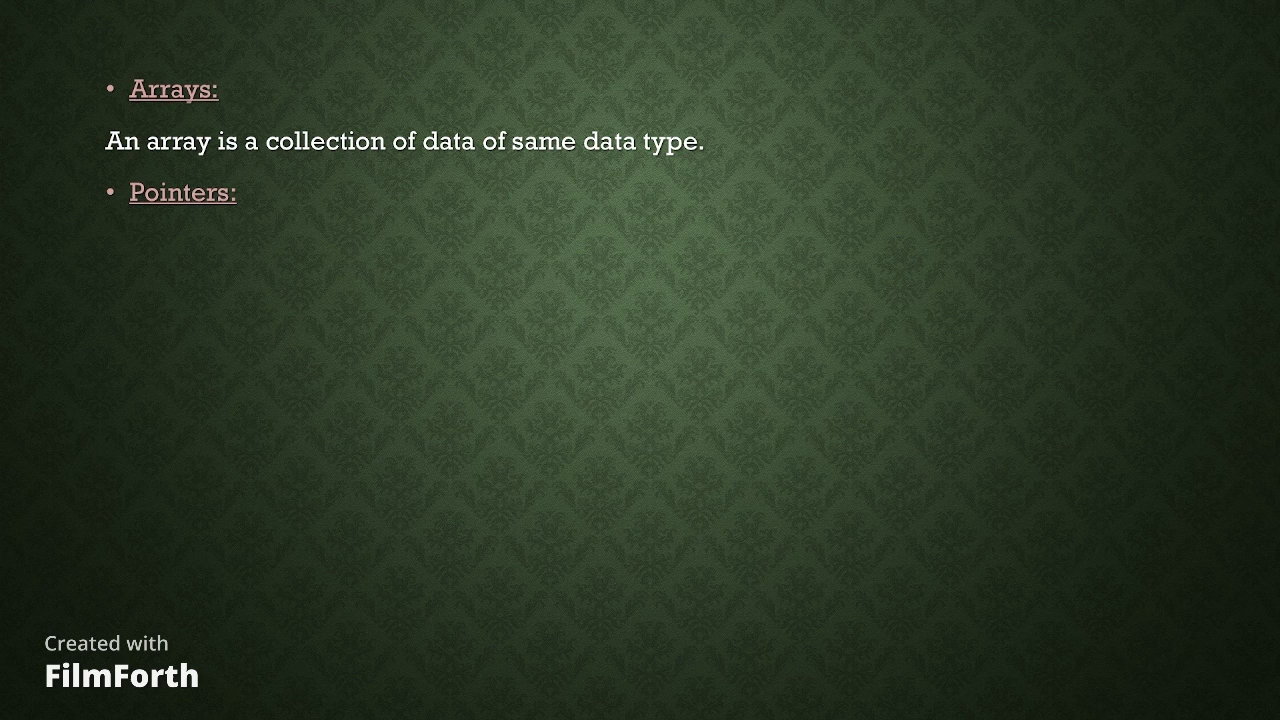 • Arrays:
An array is a collection of data of same data type.
• Pointers:
Created with
FilmForth